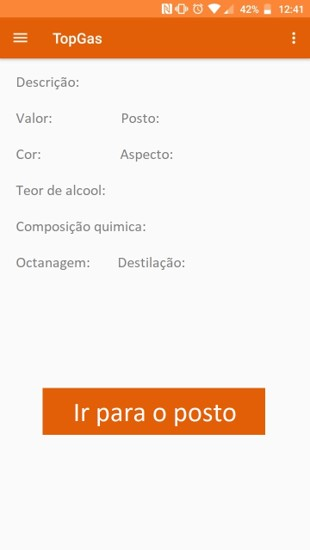 42% 12:41
TopGas
Descrição:
Valor: Posto:
Cor: Aspecto:
Teor de alcool:
Composição quimica:
Octanagem: Destilação:
Ir para o posto